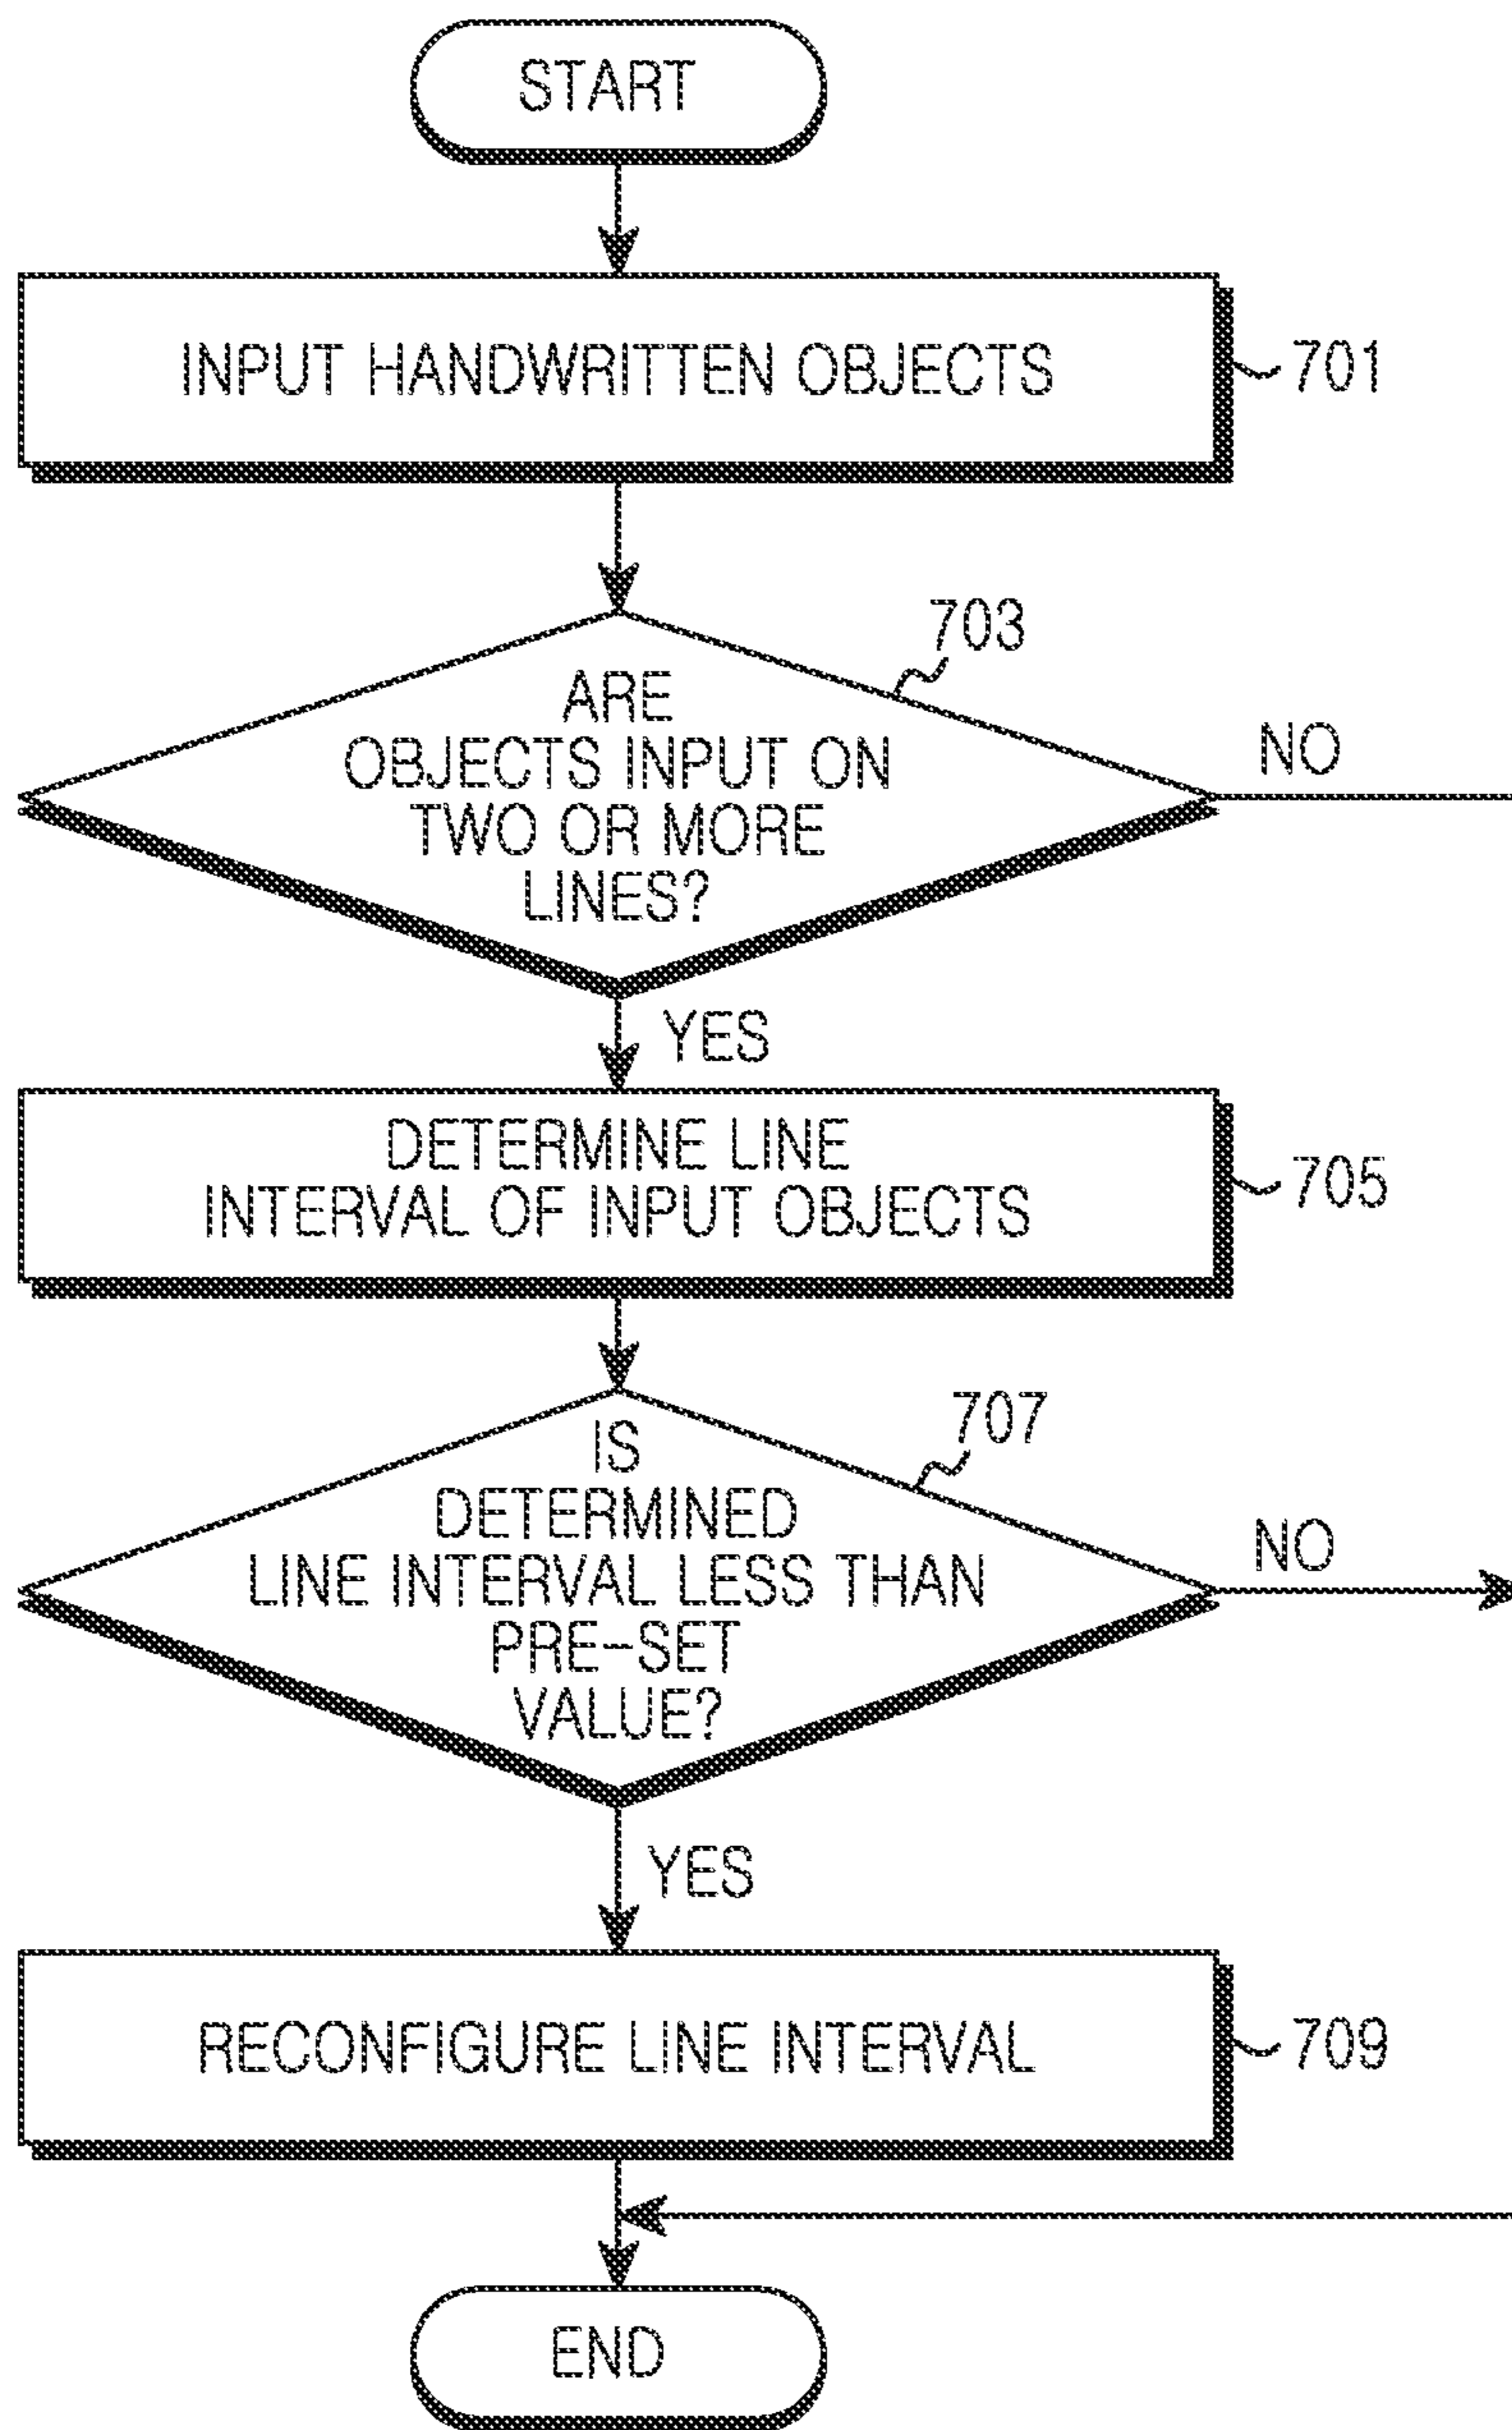 START
INPUT HANDWRITTEN OBJECTS
701
703
ARE
OBJECTS INPUT ON
TWO OR MORE
LINES?
NO
YES
DETERMINE LINE
INTERVAL OF INPUT OBJECTS
705
707
IS
DETERMINED
LINE INTERVAL LESS THAN
PRE-SET
VALUE?
NO
YES
RECONFIGURE LINE INTERVAL
709
END